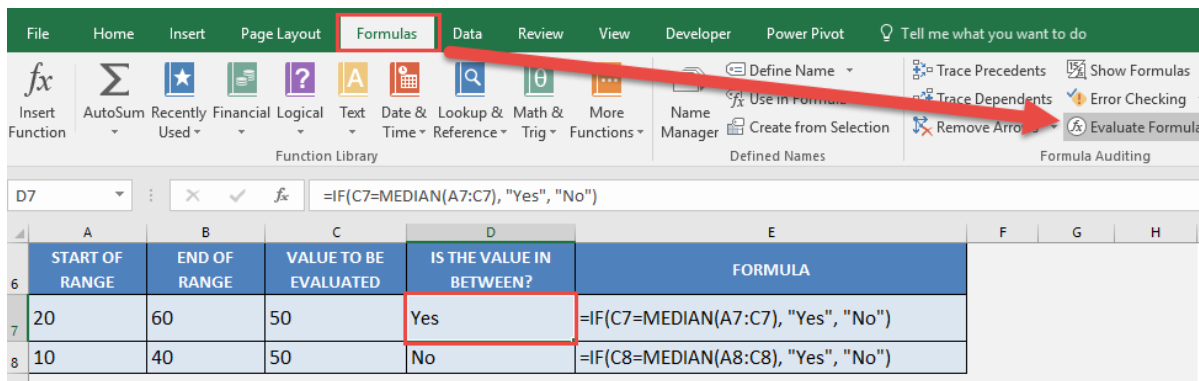 File Home Insert Page Layout Formulas Data Review View Developer Power Pivot Tell me what you want to do
fx
Insert
Function
AutoSum
Recently
Used
Financial
Logical
Text
Date &
Time
Lookup &
Reference
Math &
Trig
More
Functions
Function Library
Name
Manager
Define Name
Use in Formula
Create from Selection
Defined Names
Trace Precedents
Trace Dependents
Remove Arrows
Show Formulas
Error Checking
Evaluate Formula
Formula Auditing
D7 fx =IF(C7=MEDIAN(A7:C7), "Yes", "No")
A B C D E F G H
6 START OF RANGE END OF RANGE VALUE TO BE EVALUATED IS THE VALUE IN BETWEEN? FORMULA
7 20 60 50 Yes =IF(C7=MEDIAN(A7:C7), "Yes", "No")
8 10 40 50 No =IF(C8=MEDIAN(A8:C8), "Yes", "No")